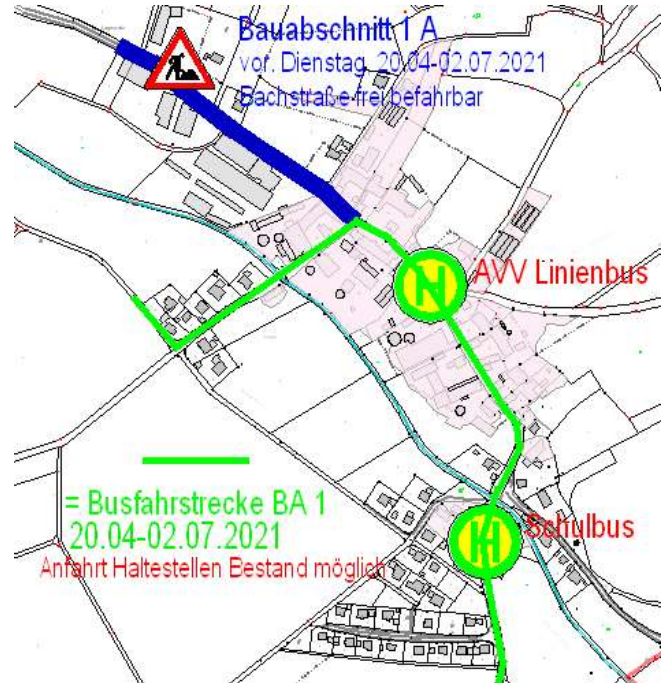 Bauabschnitt 1 A
vor. Dienstag, 20.04-02.07.2021
Bachstraße frei befahrbar
AVV Linienbus
H
= Busfahrstrecke BA 1
20.04-02.07.2021
Anfahrt Haltestellen Bestand möglich
Schulbus